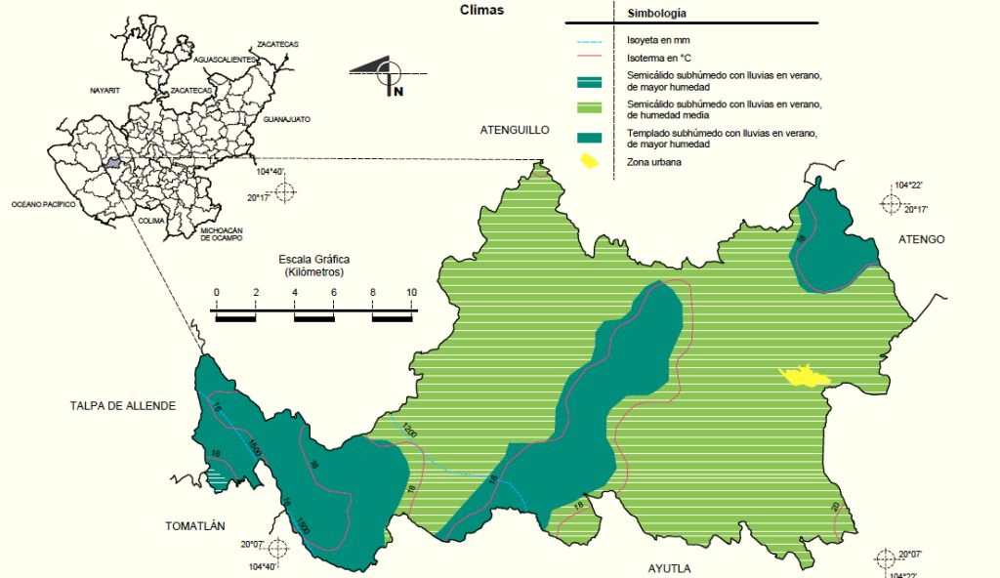 Climas
Simbología
Isoyeta en mm
Isoterma en °C
Semicálido subhúmedo con lluvias en verano,
de mayor humedad
Semicálido subhúmedo con lluvias en verano,
de humedad media
Templado subhúmedo con lluvias en verano,
de mayor humedad
Zona urbana
ZACATECAS
AGUASCALIENTES
NAYARIT
ZACATECAS
GUANAJUATO
OCÉANO PACÍFICO
COLIMA
MICHOACÁN
DE OCAMPO
N
ATENGUILLO
104°40'
20°17'
104°22'
20°17'
ATENGO
Escala Gráfica
(Kilómetros)
0 2 4 6 8 10
TALPA DE ALLENDE
TOMATLÁN
AYUTLA
20°07'
104°40'
20°07'
104°22'
18
1200
16
1500
18
16
18
18
16
1500
18
20